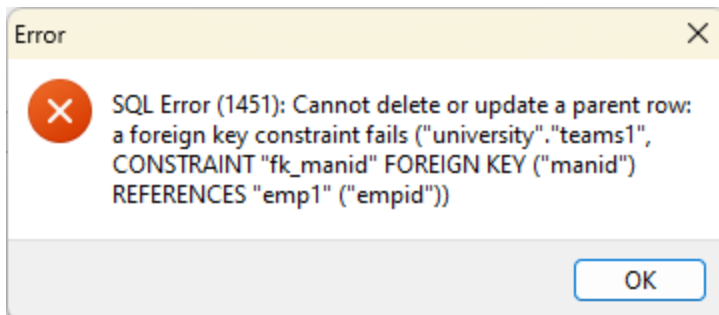 Error
SQL Error (1451): Cannot delete or update a parent row:
a foreign key constraint fails ("university"."teams1",
CONSTRAINT "fk_manid" FOREIGN KEY ("manid")
REFERENCES "emp1" ("empid"))
OK